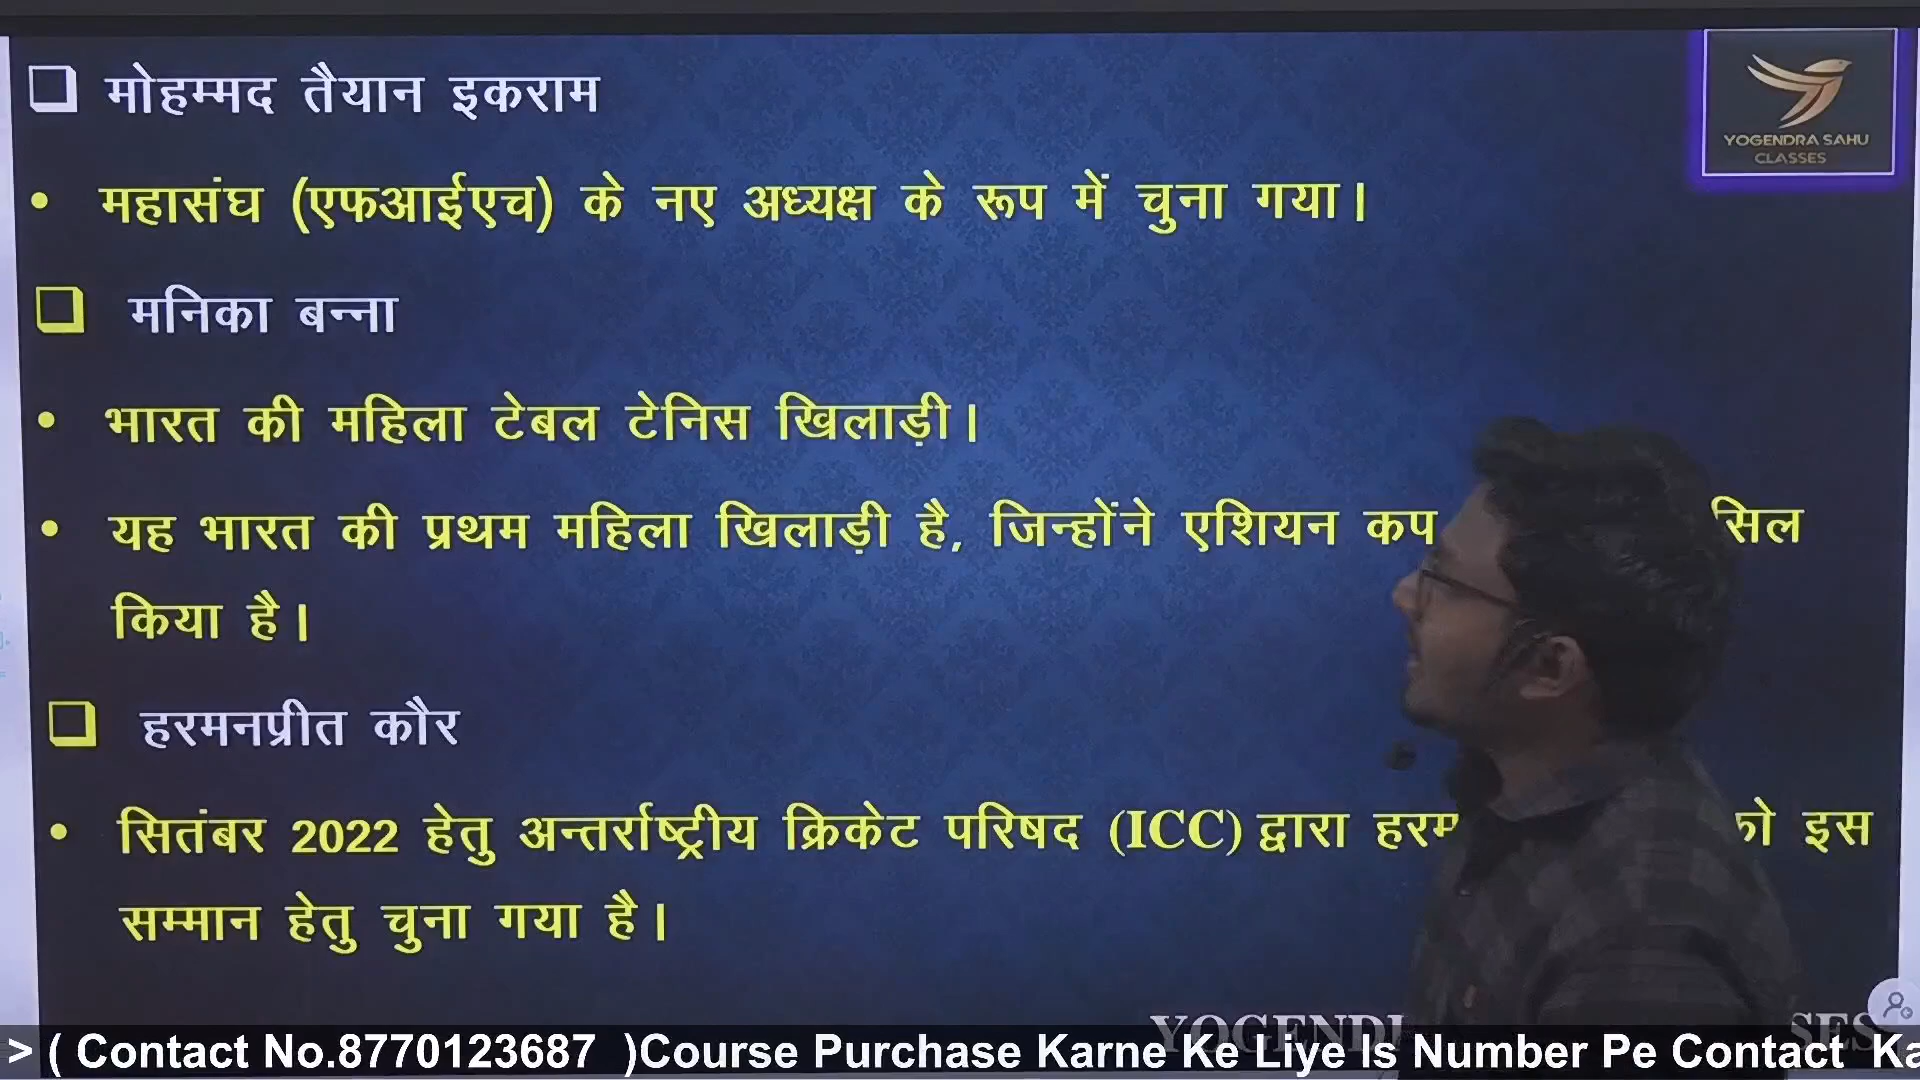 मोहम्मद तैयान इकराम
YOGENDRA SAHU
CLASSES
• महासंघ (एफआईएच) के नए अध्यक्ष के रूप में चुना गया।
मनिका बन्ना
• भारत की महिला टेबल टेनिस खिलाड़ी।
• यह भारत की प्रथम महिला खिलाड़ी है, जिन्होंने एशियन कप
किया है।
हरमनप्रीत कौर
• सितंबर 2022 हेतु अन्तर्राष्ट्रीय क्रिकेट परिषद (ICC) द्वारा को इस
सम्मान हेतु चुना गया है।
> ( Contact No.8770123687 )Course Purchase Karne Ke Liye Is Number Pe Contact